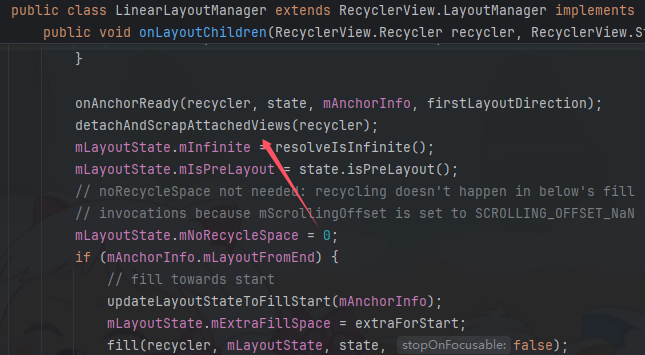 public class LinearLayoutManager extends RecyclerView.LayoutManager implements
public void onLayoutChildren(RecyclerView.Recycler recycler, RecyclerView.St
}
onAnchorReady(recycler, state, mAnchorInfo, firstLayoutDirection);
detachAndScrapAttachedViews(recycler);
mLayoutState.mInfinite = resolveIsInfinite();
mLayoutState.mIsPreLayout = state.isPreLayout();
// noRecycleSpace not needed: recycling doesn't happen in below's fill
// invocations because mScrollingOffset is set to SCROLLING_OFFSET_NaN
mLayoutState.mNoRecycleSpace = 0;
if (mAnchorInfo.mLayoutFromEnd) {
// fill towards start
updateLayoutStateToFillStart(mAnchorInfo);
mLayoutState.mExtraFillSpace = extraForStart;
fill(recycler, mLayoutState, state, stopOnFocusable: false);